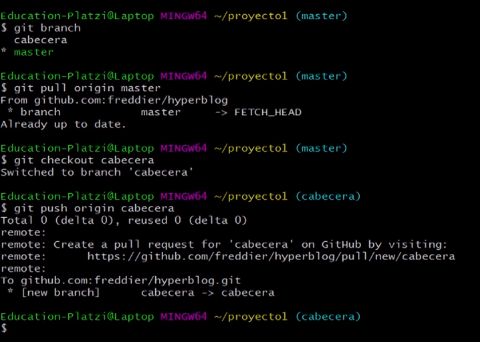 Education-Platzi@Laptop MINGW64 ~/proyecto1 (master)
$ git branch
  cabecera
* master
Education-Platzi@Laptop MINGW64 ~/proyecto1 (master)
$ git pull origin master
From github.com:freddier/hyperblog
 * branch            master     -> FETCH_HEAD
Already up to date.
Education-Platzi@Laptop MINGW64 ~/proyecto1 (master)
$ git checkout cabecera
Switched to branch 'cabecera'
Education-Platzi@Laptop MINGW64 ~/proyecto1 (cabecera)
$ git push origin cabecera
Total 0 (delta 0), reused 0 (delta 0)
remote:
remote: Create a pull request for 'cabecera' on GitHub by visiting:
remote:      https://github.com/freddier/hyperblog/pull/new/cabecera
remote:
To github.com:freddier/hyperblog.git
 * [new branch]      cabecera -> cabecera
Education-Platzi@Laptop MINGW64 ~/proyecto1 (cabecera)
$